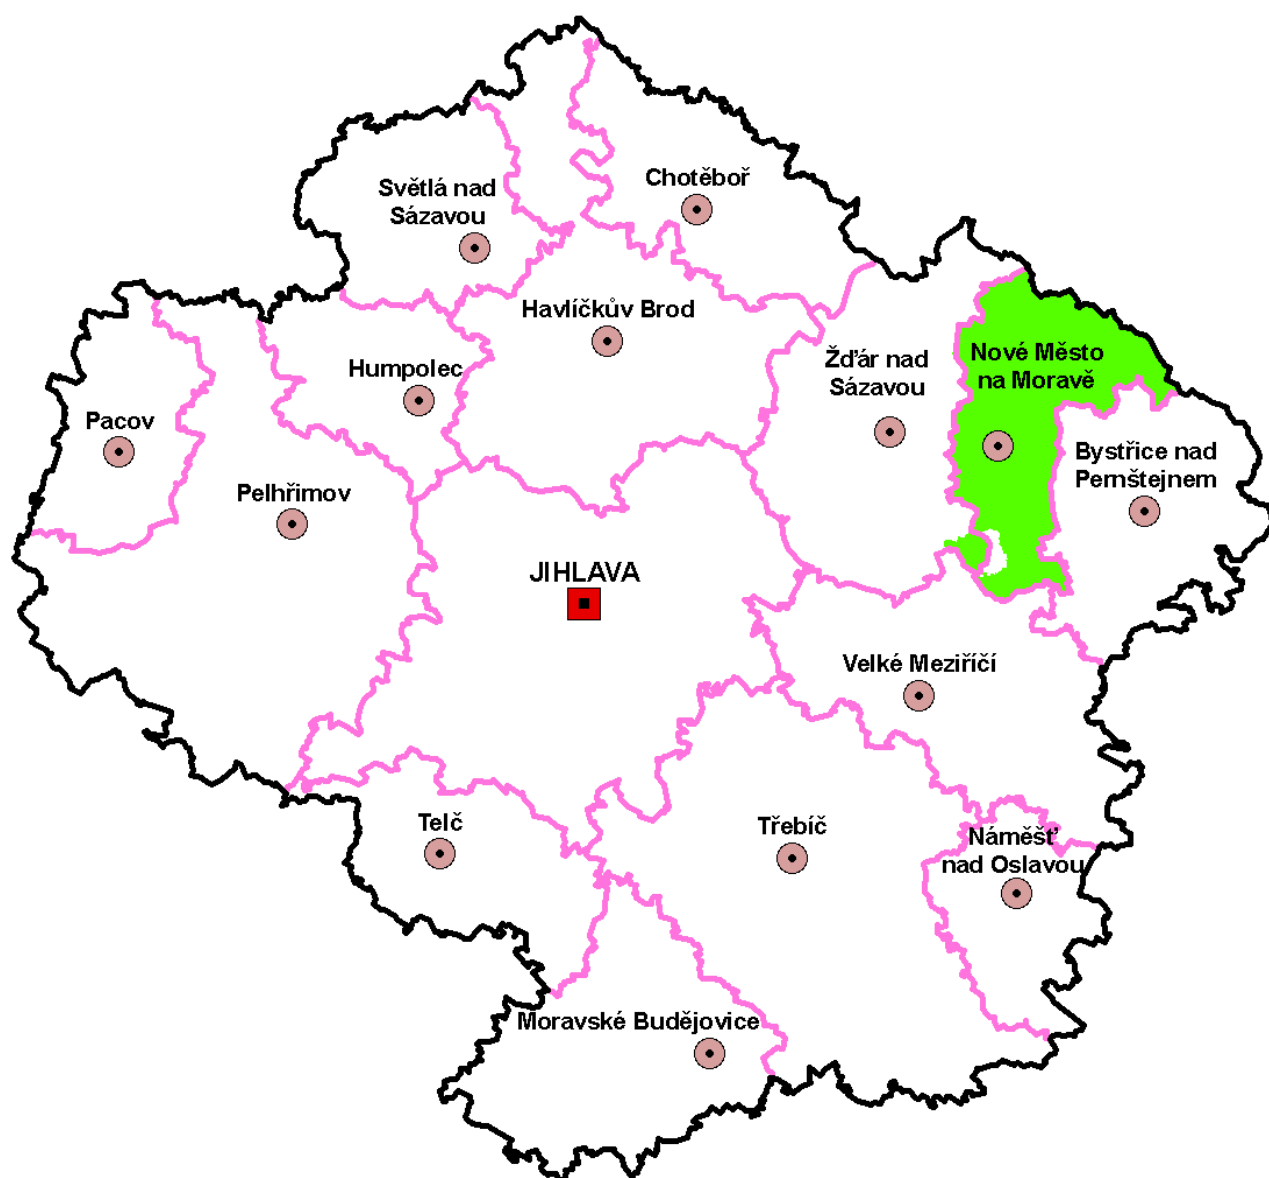 Chotěboř
Světlá nad
Sázavou
Havlíčkův Brod
Žďár nad
Sázavou
Nové Město
na Moravě
Humpolec
Pacov
Bystřice nad
Pernštejnem
Pelhřimov
JIHLAVA
Velké Meziříčí
Telč
Třebíč
Náměšť
nad Oslavou
Moravské Budějovice